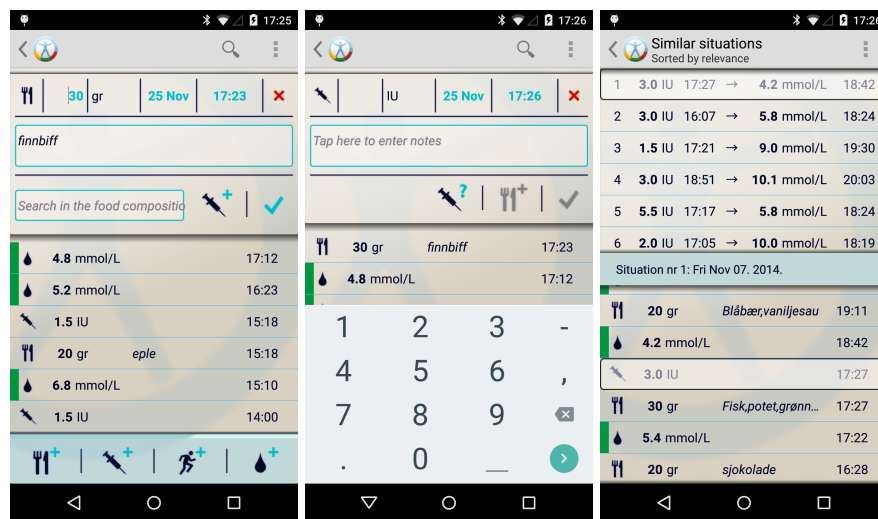 17:25
30 gr 25 Nov 17:23
finnbiff
Search in the food compositio
4.8 mmol/L 17:12
5.2 mmol/L 16:23
1.5 IU 15:18
20 gr eple 15:18
6.8 mmol/L 15:10
1.5 IU 14:00
17:26
IU 25 Nov 17:26
Tap here to enter notes
30 gr finnbiff 17:23
4.8 mmol/L 17:12
1 2 3 -
4 5 6 ,
7 8 9
. 0 _
17:26
Similar situations
Sorted by relevance
1 3.0 IU 17:27 → 4.2 mmol/L 18:42
2 3.0 IU 16:07 → 5.8 mmol/L 18:24
3 1.5 IU 17:21 → 9.0 mmol/L 19:30
4 3.0 IU 18:51 → 10.1 mmol/L 20:03
5 5.5 IU 17:17 → 5.8 mmol/L 18:24
6 2.0 IU 17:05 → 10.0 mmol/L 18:19
Situation nr 1: Fri Nov 07. 2014.
20 gr Blåbær,vaniljesau 19:11
4.2 mmol/L 18:42
3.0 IU 17:27
30 gr Fisk,potet,grønn... 17:27
5.4 mmol/L 17:22
20 gr sjokolade 16:28